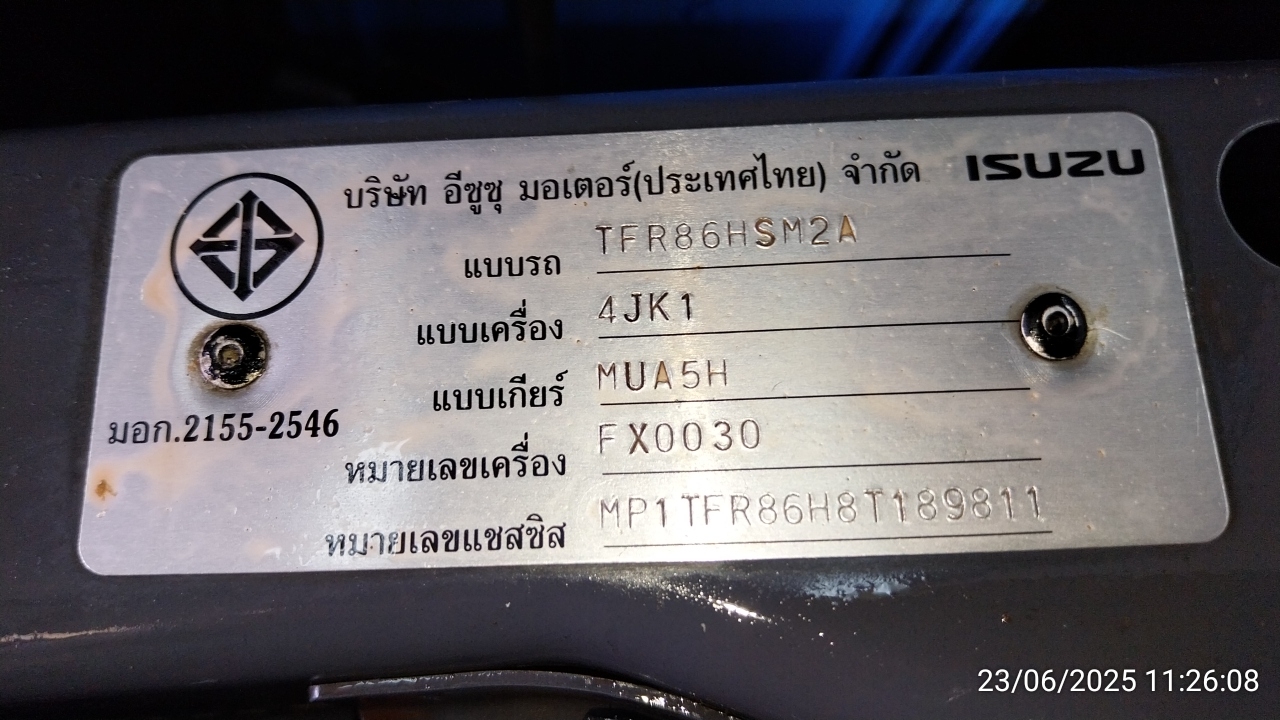 บริษัท อีซูซุ มอเตอร์(ประเทศไทย) จำกัด ISUZU
แบบรถ TFR86HSM2A
แบบเครื่อง 4JK1
แบบเกียร์ MUA5H
มอก.2155-2546
หมายเลขเครื่อง FX0030
หมายเลขแชสซิส MP1TFR86H8T189811
23/06/2025 11:26:08